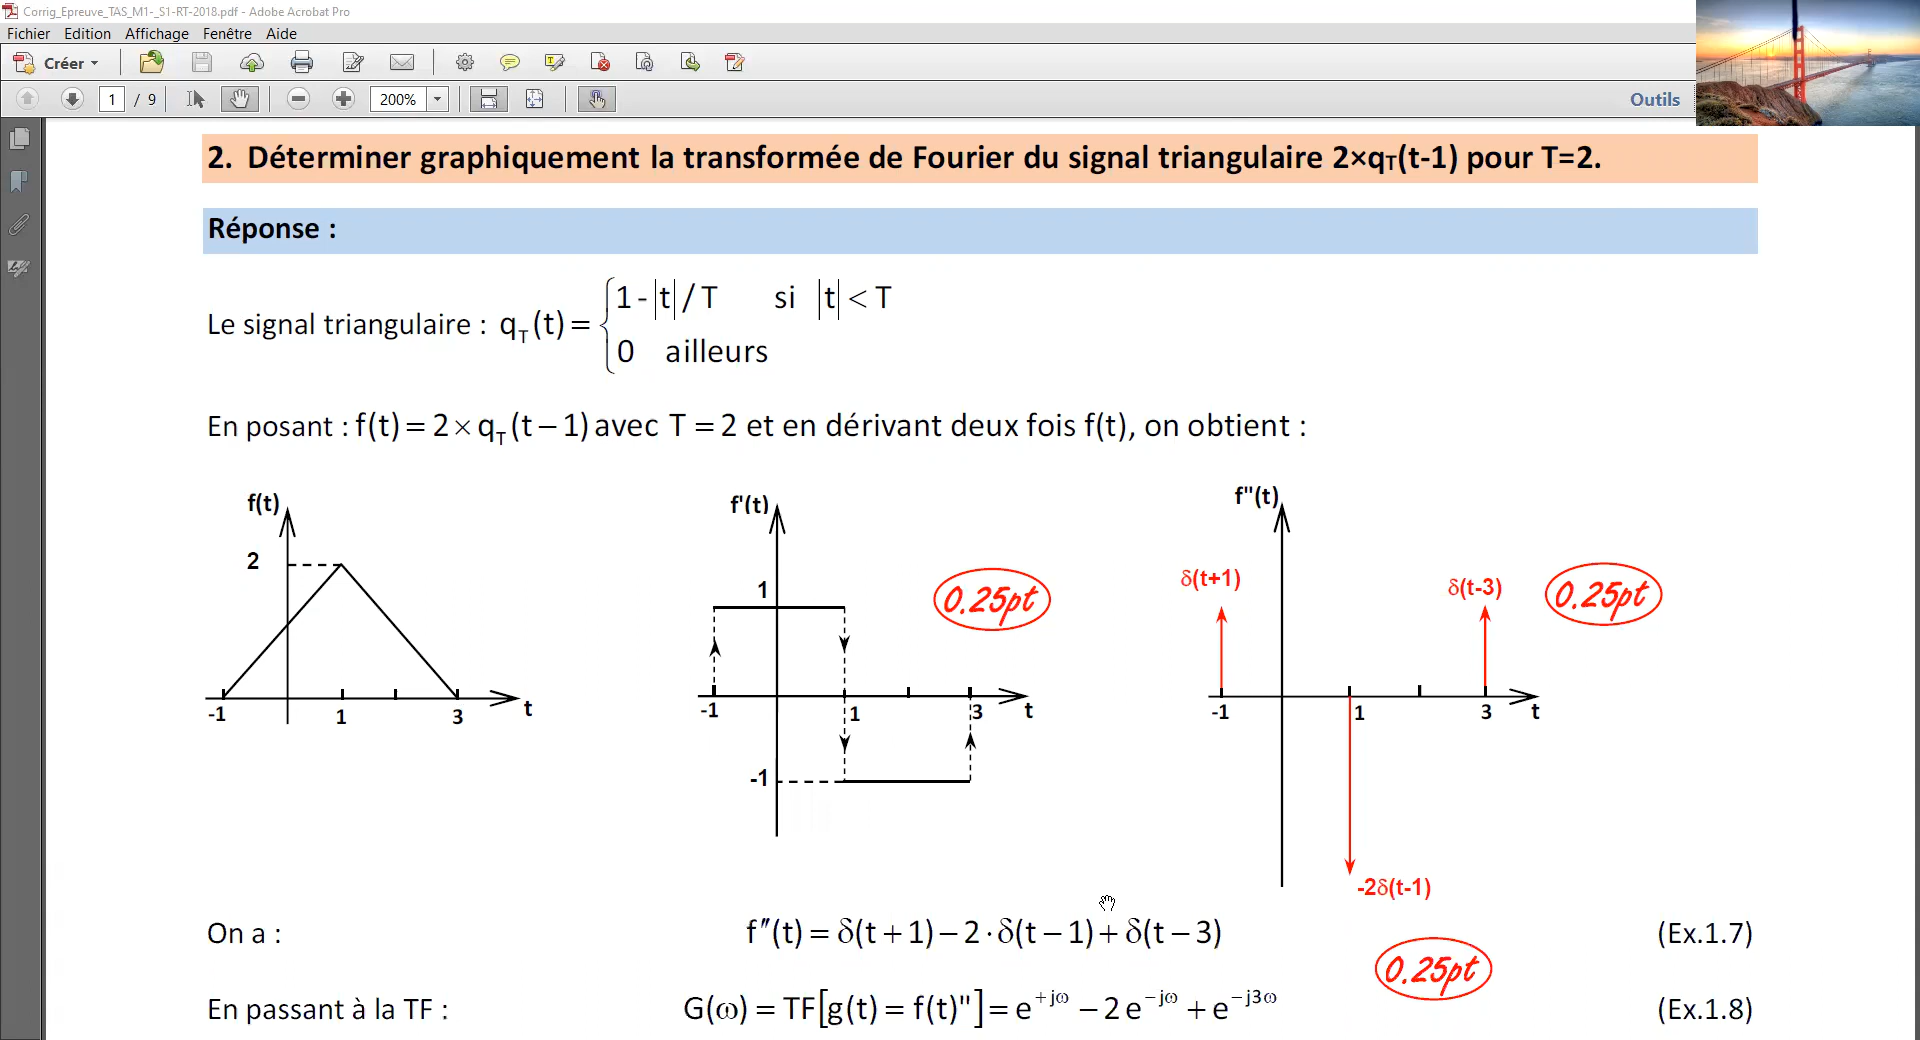 Corrig_Epreuve_TAS_M1-_S1-RT-2018.pdf - Adobe Acrobat Pro
Fichier Edition Affichage Fenêtre Aide
Créer
1 / 9 200% Outils
2. Déterminer graphiquement la transformée de Fourier du signal triangulaire 2×qT(t-1) pour T=2.
Réponse :
Le signal triangulaire : qT(t) = { 1 - |t| / T si |t| < T
0 ailleurs
En posant : f(t) = 2 × qT(t − 1) avec T = 2 et en dérivant deux fois f(t), on obtient :
f(t)
2
-1 1 3 t
f'(t)
1
0.25pt
-1 1 3 t
-1
f"(t)
δ(t+1) δ(t-3) 0.25pt
-1 1 3 t
-2δ(t-1)
On a : f″(t) = δ(t + 1) − 2 · δ(t − 1) + δ(t − 3) (Ex.1.7)
0.25pt
En passant à la TF : G(ω) = TF[g(t) = f(t)"] = e^{+jω} − 2e^{−jω} + e^{−j3ω} (Ex.1.8)